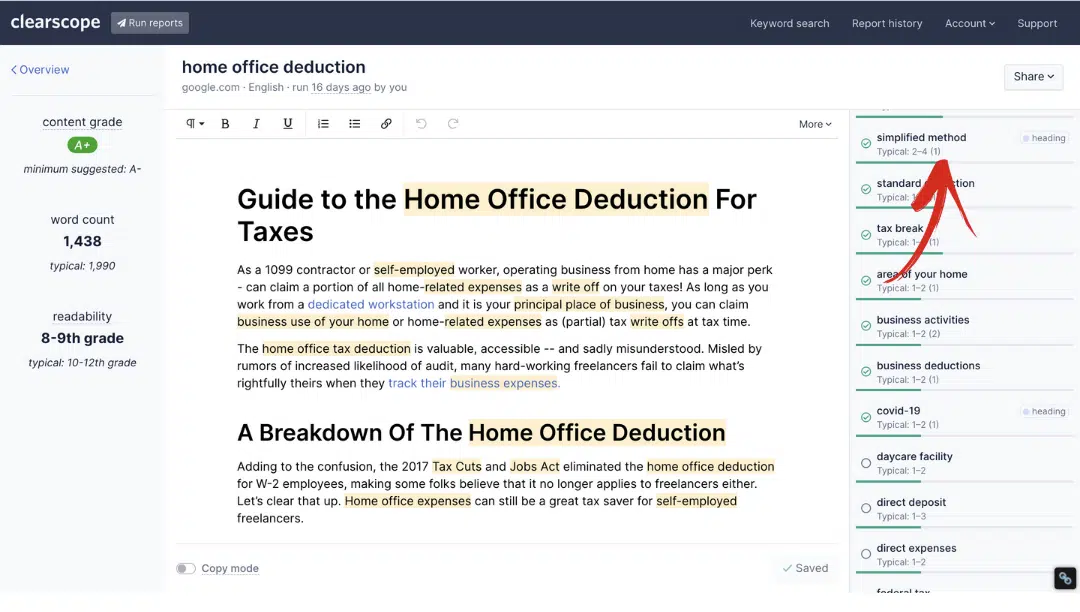 clearscope
Run reports
Keyword search
Report history
Account
Support
Overview
content grade
A+
minimum suggested: A-
word count
1,438
typical: 1,990
readability
8-9th grade
typical: 10-12th grade
home office deduction
google.com · English · run 16 days ago by you
Share
B
I
U
More
Guide to the Home Office Deduction For
Taxes
As a 1099 contractor or self-employed worker, operating business from home has a major perk
- can claim a portion of all home-related expenses as a write off on your taxes! As long as you
work from a dedicated workstation and it is your principal place of business, you can claim
business use of your home or home-related expenses as (partial) tax write offs at tax time.
The home office tax deduction is valuable, accessible -- and sadly misunderstood. Misled by
rumors of increased likelihood of audit, many hard-working freelancers fail to claim what's
rightfully theirs when they track their business expenses.
A Breakdown Of The Home Office Deduction
Adding to the confusion, the 2017 Tax Cuts and Jobs Act eliminated the home office deduction
for W-2 employees, making some folks believe that it no longer applies to freelancers either.
Let's clear that up. Home office expenses can still be a great tax saver for self-employed
freelancers.
Copy mode
Saved
simplified method
heading
Typical: 2–4 (1)
standard
Typical:
tax break
Typical: 1–
(1)
area of your home
Typical: 1–2 (1)
business activities
Typical: 1–2 (2)
business deductions
Typical: 1–2 (1)
covid-19
heading
Typical: 1–2 (1)
daycare facility
Typical: 1–2
direct deposit
Typical: 1–3
direct expenses
Typical: 1–2
federal tax